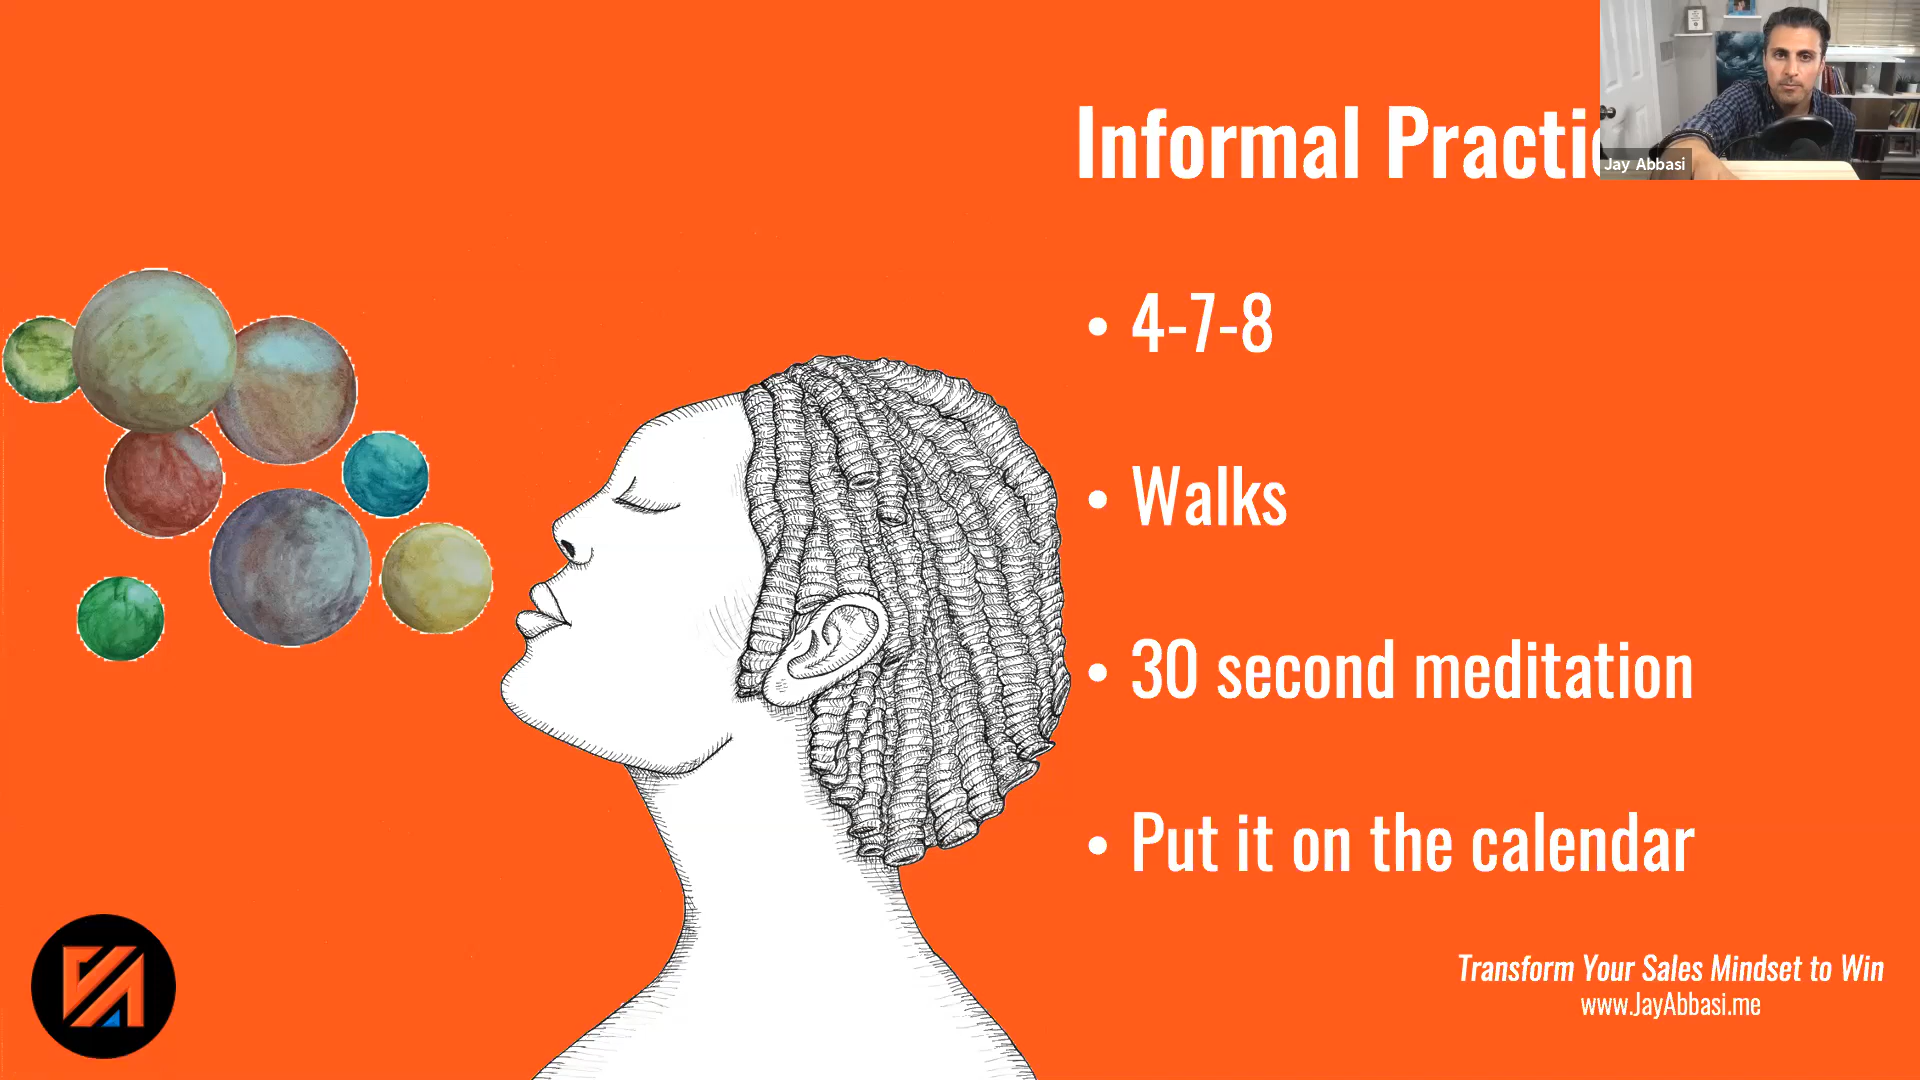 Informal Practic
Jay Abbasi
• 4-7-8
• Walks
• 30 second meditation
• Put it on the calendar
Transform Your Sales Mindset to Win
www.JayAbbasi.me